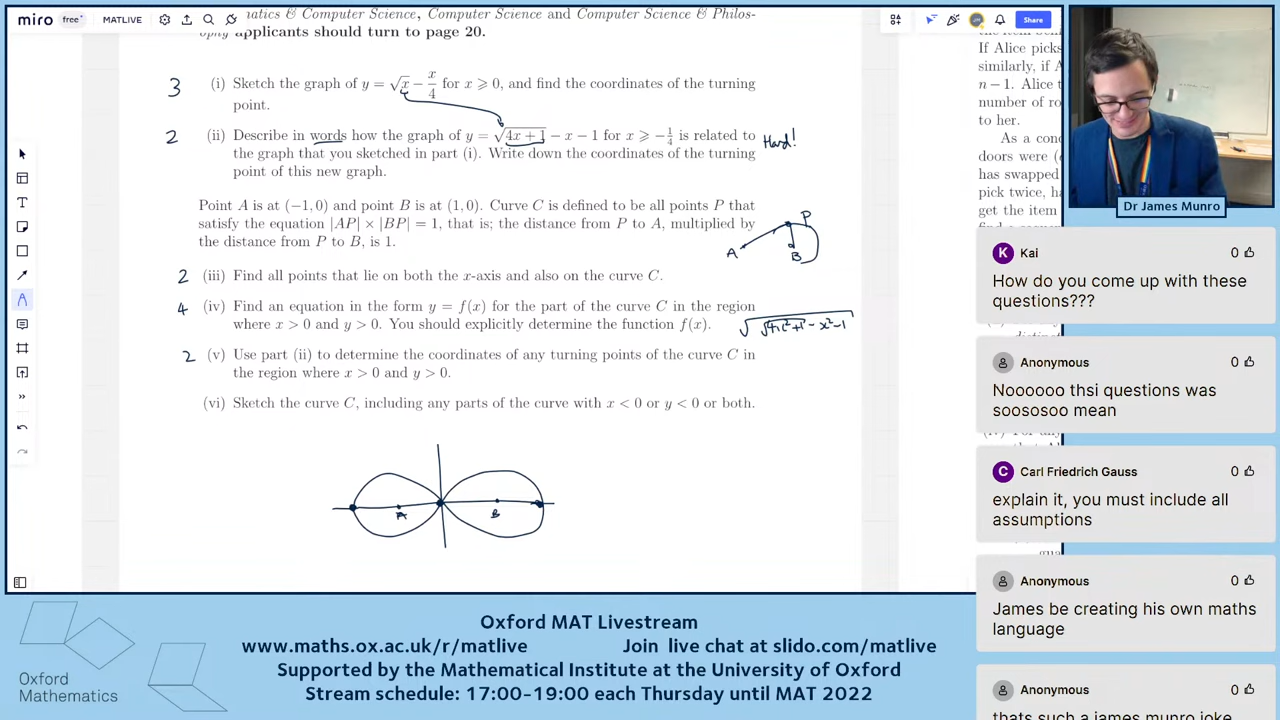 miro free MATLIVE Share
natics & Computer Science, Computer Science and Computer Science & Philos-
ophy applicants should turn to page 20.
3 (i) Sketch the graph of y = √x − x/4 for x ⩾ 0, and find the coordinates of the turning
point.
2 (ii) Describe in words how the graph of y = √4x + 1 − x − 1 for x ⩾ −1/4 is related to
the graph that you sketched in part (i). Write down the coordinates of the turning
point of this new graph.
Hard!
Point A is at (−1, 0) and point B is at (1, 0). Curve C is defined to be all points P that
satisfy the equation |AP| × |BP| = 1, that is; the distance from P to A, multiplied by
the distance from P to B, is 1.
A P B
2 (iii) Find all points that lie on both the x-axis and also on the curve C.
4 (iv) Find an equation in the form y = f(x) for the part of the curve C in the region
where x > 0 and y > 0. You should explicitly determine the function f(x).
√(√4x²+1 − x² − 1)
2 (v) Use part (ii) to determine the coordinates of any turning points of the curve C in
the region where x > 0 and y > 0.
(vi) Sketch the curve C, including any parts of the curve with x < 0 or y < 0 or both.
A B
If Alice picks
similarly, if A
n − 1. Alice t
number of ro
to her.
As a conc
doors were (
has swapped
pick twice, ha
get the item
Dr James Munro
K Kai 0
How do you come up with these
questions???
Anonymous 0
Noooooo thsi questions was
soososoo mean
C Carl Friedrich Gauss 0
explain it, you must include all
assumptions
Anonymous 0
James be creating his own maths
language
Anonymous 0
thats such a james munro joke
Oxford
Mathematics
Oxford MAT Livestream
www.maths.ox.ac.uk/r/matlive Join live chat at slido.com/matlive
Supported by the Mathematical Institute at the University of Oxford
Stream schedule: 17:00-19:00 each Thursday until MAT 2022